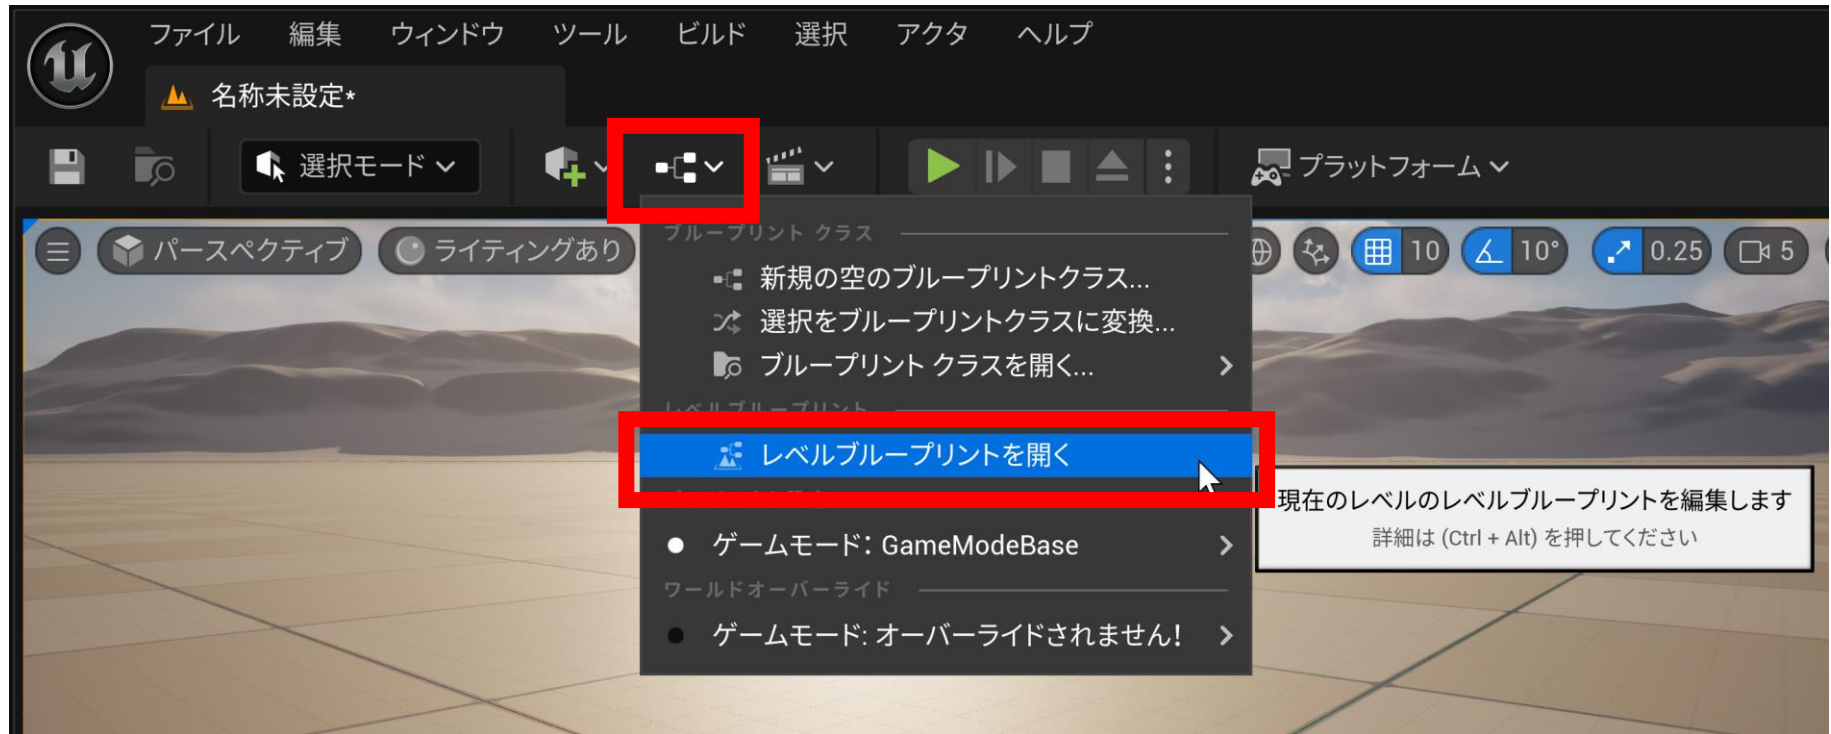 ファイル 編集 ウィンドウ ツール ビルド 選択 アクタ ヘルプ
名称未設定*
選択モード
プラットフォーム
パースペクティブ ライティングあり
10 10° 0.25 5
ブループリント クラス
新規の空のブループリントクラス...
選択をブループリントクラスに変換...
ブループリント クラスを開く...
レベルブループリント
レベルブループリントを開く
現在のレベルのレベルブループリントを編集します
詳細は (Ctrl + Alt) を押してください
ゲームモード: GameModeBase
ワールドオーバーライド
ゲームモード: オーバーライドされません!